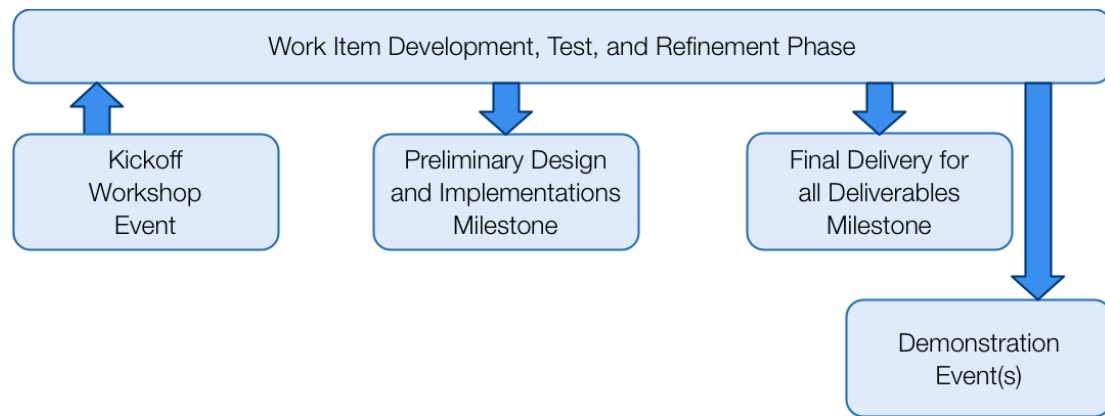 Work Item Development, Test, and Refinement Phase
Kickoff
Workshop
Event
Preliminary Design
and Implementations
Milestone
Final Delivery for
all Deliverables
Milestone
Demonstration
Event(s)